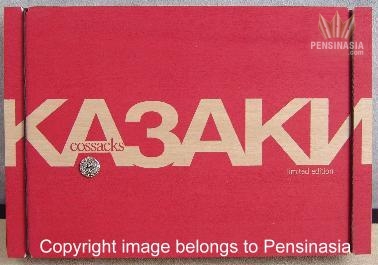 PENSINASIA
.com
КАЗАКИ
cossacks
limited edition
Copyright image belongs to Pensinasia